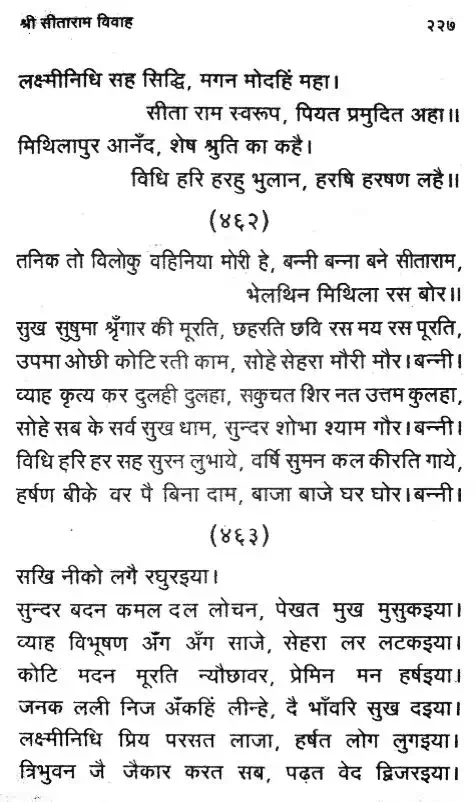 श्री सीताराम विवाह २२७
लक्ष्मीनिधि सह सिद्धि, मगन मोदहिं महा।
सीता राम स्वरूप, पियत प्रमुदित अहा॥
मिथिलापुर आनँद, शेष श्रुति का कहै।
विधि हरि हरहु भुलान, हरषि हरषण लहै॥
(४६२)
तनिक तो विलोकु वहिनिया मोरी हे, बन्नी बन्ना बने सीताराम,
भेलथिन मिथिला रस बोर॥
सुख सुषुमा श्रृँगार की मूरति, छहरति छवि रस मय रस पूरति,
उपमा ओछी कोटि रती काम, सोहे सेहरा मौरी मौर।बन्नी।
व्याह कृत्य कर दुलही दुलहा, सकुचत शिर नत उत्तम कुलहा,
सोहे सब के सर्व सुख धाम, सुन्दर शोभा श्याम गौर।बन्नी।
विधि हरि हर सह सुरन लुभाये, वर्षि सुमन कल कीरति गाये,
हर्षण बीके वर पै बिना दाम, बाजा बाजे घर घोर।बन्नी।
(४६३)
सखि नीको लगै रघुरइया।
सुन्दर बदन कमल दल लोचन, पेखत मुख मुसुकइया।
व्याह विभूषण अँग अँग साजे, सेहरा लर लटकइया।
कोटि मदन मूरति न्यौछावर, प्रेमिन मन हर्षइया।
जनक लली निज अँकहिं लीन्हे, दै भाँवरि सुख दइया।
लक्ष्मीनिधि प्रिय परसत लाजा, हर्षत लोग लुगइया।
त्रिभुवन जै जैकार करत सब, पढ़त वेद द्विजरइया।